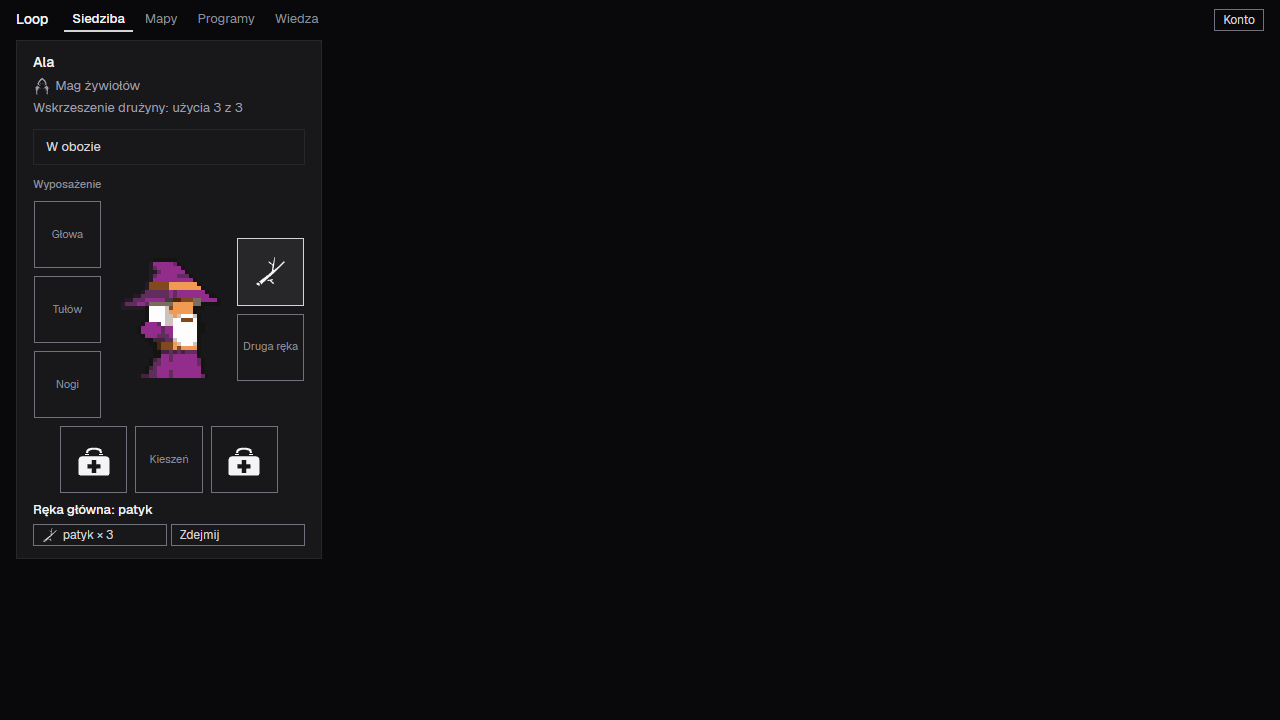 Loop Siedziba Mapy Programy Wiedza Konto
Ala
Mag żywiołów
Wskrzeszenie drużyny: użycia 3 z 3
W obozie
Wyposażenie
Głowa
Tułów
Druga ręka
Nogi
Kieszeń
Ręka główna: patyk
patyk × 3 Zdejmij